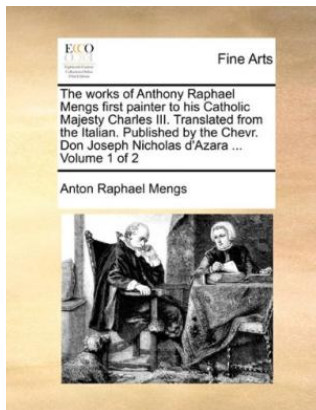 ECCO
Fine Arts
The works of Anthony Raphael
Mengs first painter to his Catholic
Majesty Charles III. Translated from
the Italian. Published by the Chevr.
Don Joseph Nicholas d'Azara ...
Volume 1 of 2
Anton Raphael Mengs